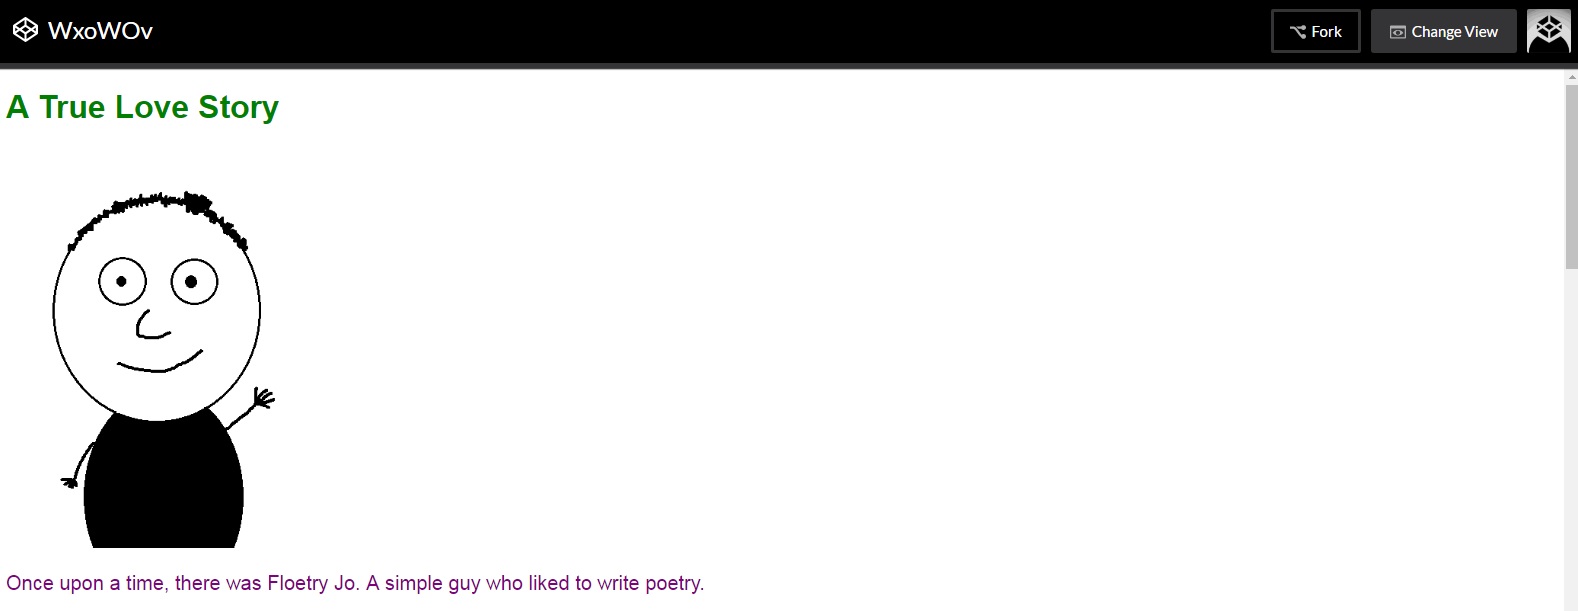 WxoWOv
Fork
Change View
A True Love Story
Once upon a time, there was Floetry Jo. A simple guy who liked to write poetry.